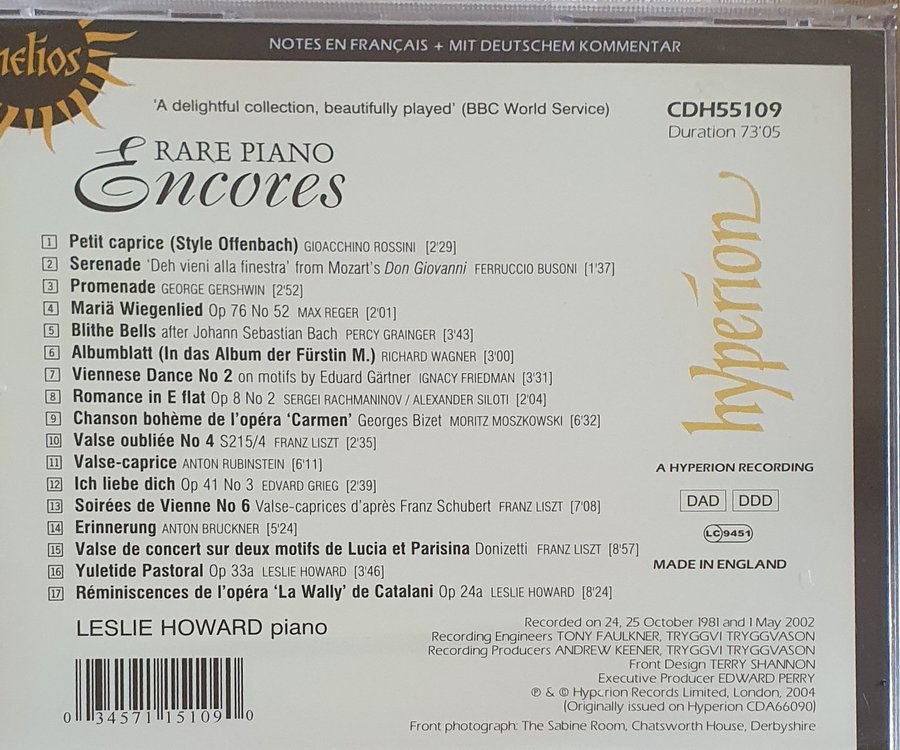 helios
NOTES EN FRANÇAIS + MIT DEUTSCHEM KOMMENTAR
'A delightful collection, beautifully played' (BBC World Service)
CDH55109
Duration 73'05
RARE PIANO
Encores
1 Petit caprice (Style Offenbach) GIOACCHINO ROSSINI [2'29]
2 Serenade 'Deh vieni alla finestra' from Mozart's Don Giovanni FERRUCCIO BUSONI [1'37]
3 Promenade GEORGE GERSHWIN [2'52]
4 Mariä Wiegenlied Op 76 No 52 MAX REGER [2'01]
5 Blithe Bells after Johann Sebastian Bach PERCY GRAINGER [3'43]
6 Albumblatt (In das Album der Fürstin M.) RICHARD WAGNER [3'00]
7 Viennese Dance No 2 on motifs by Eduard Gärtner IGNACY FRIEDMAN [3'31]
8 Romance in E flat Op 8 No 2 SERGEI RACHMANINOV / ALEXANDER SILOTI [2'04]
9 Chanson bohème de l'opéra 'Carmen' Georges Bizet MORITZ MOSZKOWSKI [6'32]
10 Valse oubliée No 4 S215/4 FRANZ LISZT [2'35]
11 Valse-caprice ANTON RUBINSTEIN [6'11]
12 Ich liebe dich Op 41 No 3 EDVARD GRIEG [2'39]
13 Soirées de Vienne No 6 Valse-caprices d'après Franz Schubert FRANZ LISZT [7'08]
14 Erinnerung ANTON BRUCKNER [5'24]
15 Valse de concert sur deux motifs de Lucia et Parisina Donizetti FRANZ LISZT [8'57]
16 Yuletide Pastoral Op 33a LESLIE HOWARD [3'46]
17 Réminiscences de l'opéra 'La Wally' de Catalani Op 24a LESLIE HOWARD [8'24]
LESLIE HOWARD piano
hyperion
A HYPERION RECORDING
DAD DDD
LC 9451
MADE IN ENGLAND
Recorded on 24, 25 October 1981 and 1 May 2002
Recording Engineers TONY FAULKNER, TRYGGVI TRYGGVASON
Recording Producers ANDREW KEENER, TRYGGVI TRYGGVASON
Front Design TERRY SHANNON
Executive Producer EDWARD PERRY
℗ & © Hyperion Records Limited, London, 2004
(Originally issued on Hyperion CDA66090)
Front photograph: The Sabine Room, Chatsworth House, Derbyshire
0 34571 15109 0